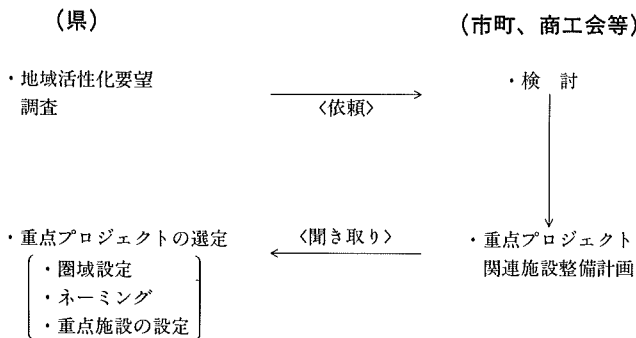 （県）
（市町、商工会等）
・地域活性化要望
調査
〈依頼〉
・検　討
・重点プロジェクトの選定
・圏域設定
・ネーミング
・重点施設の設定
〈聞き取り〉
・重点プロジェクト
関連施設整備計画